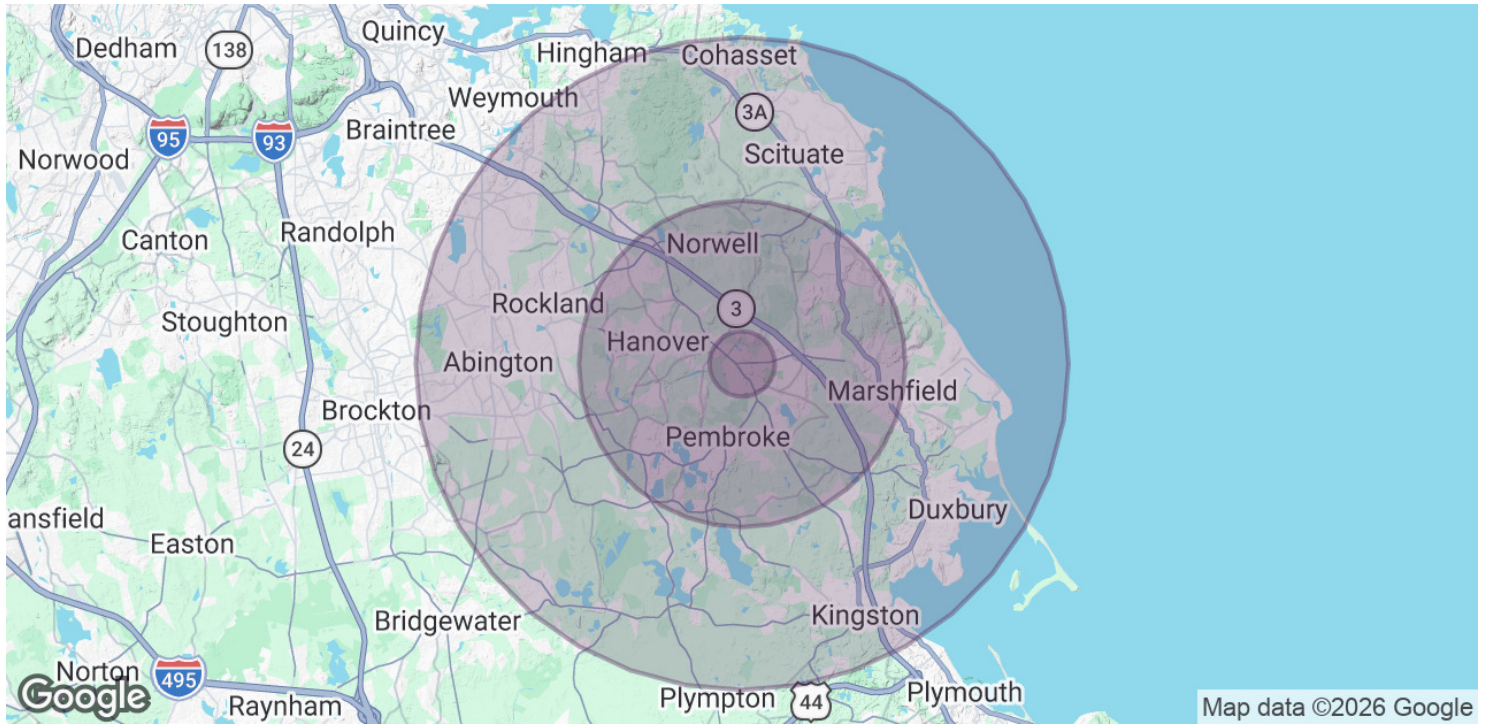 Quincy
Dedham
138
Hingham
Cohasset
Weymouth
3A
Braintree
95
93
Norwood
Scituate
Randolph
Canton
Norwell
Rockland
3
Stoughton
Hanover
Abington
Marshfield
Brockton
Pembroke
24
Duxbury
ansfield
Easton
Kingston
Bridgewater
Norton
495
Plympton
44
Plymouth
Raynham
Google
Map data ©2026 Google